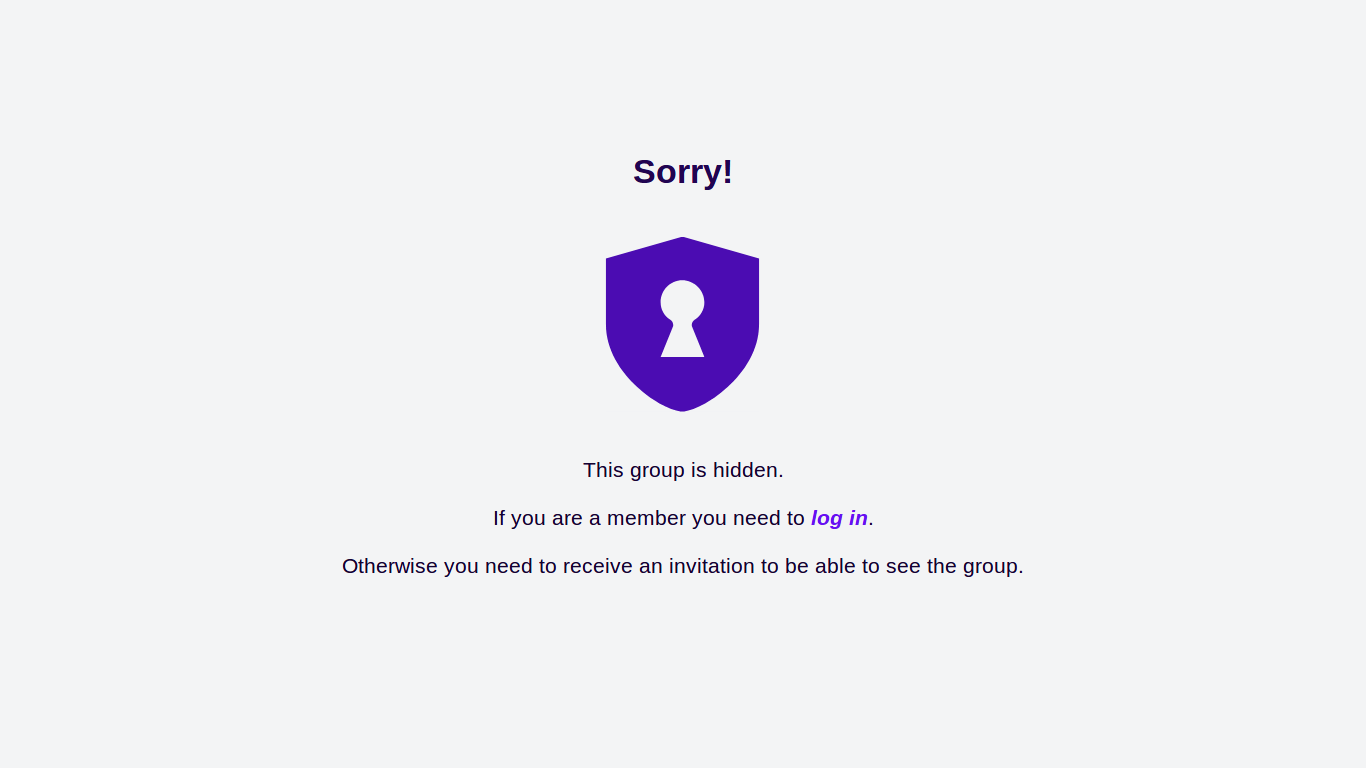 Sorry!
This group is hidden.
If you are a member you need to log in.
Otherwise you need to receive an invitation to be able to see the group.